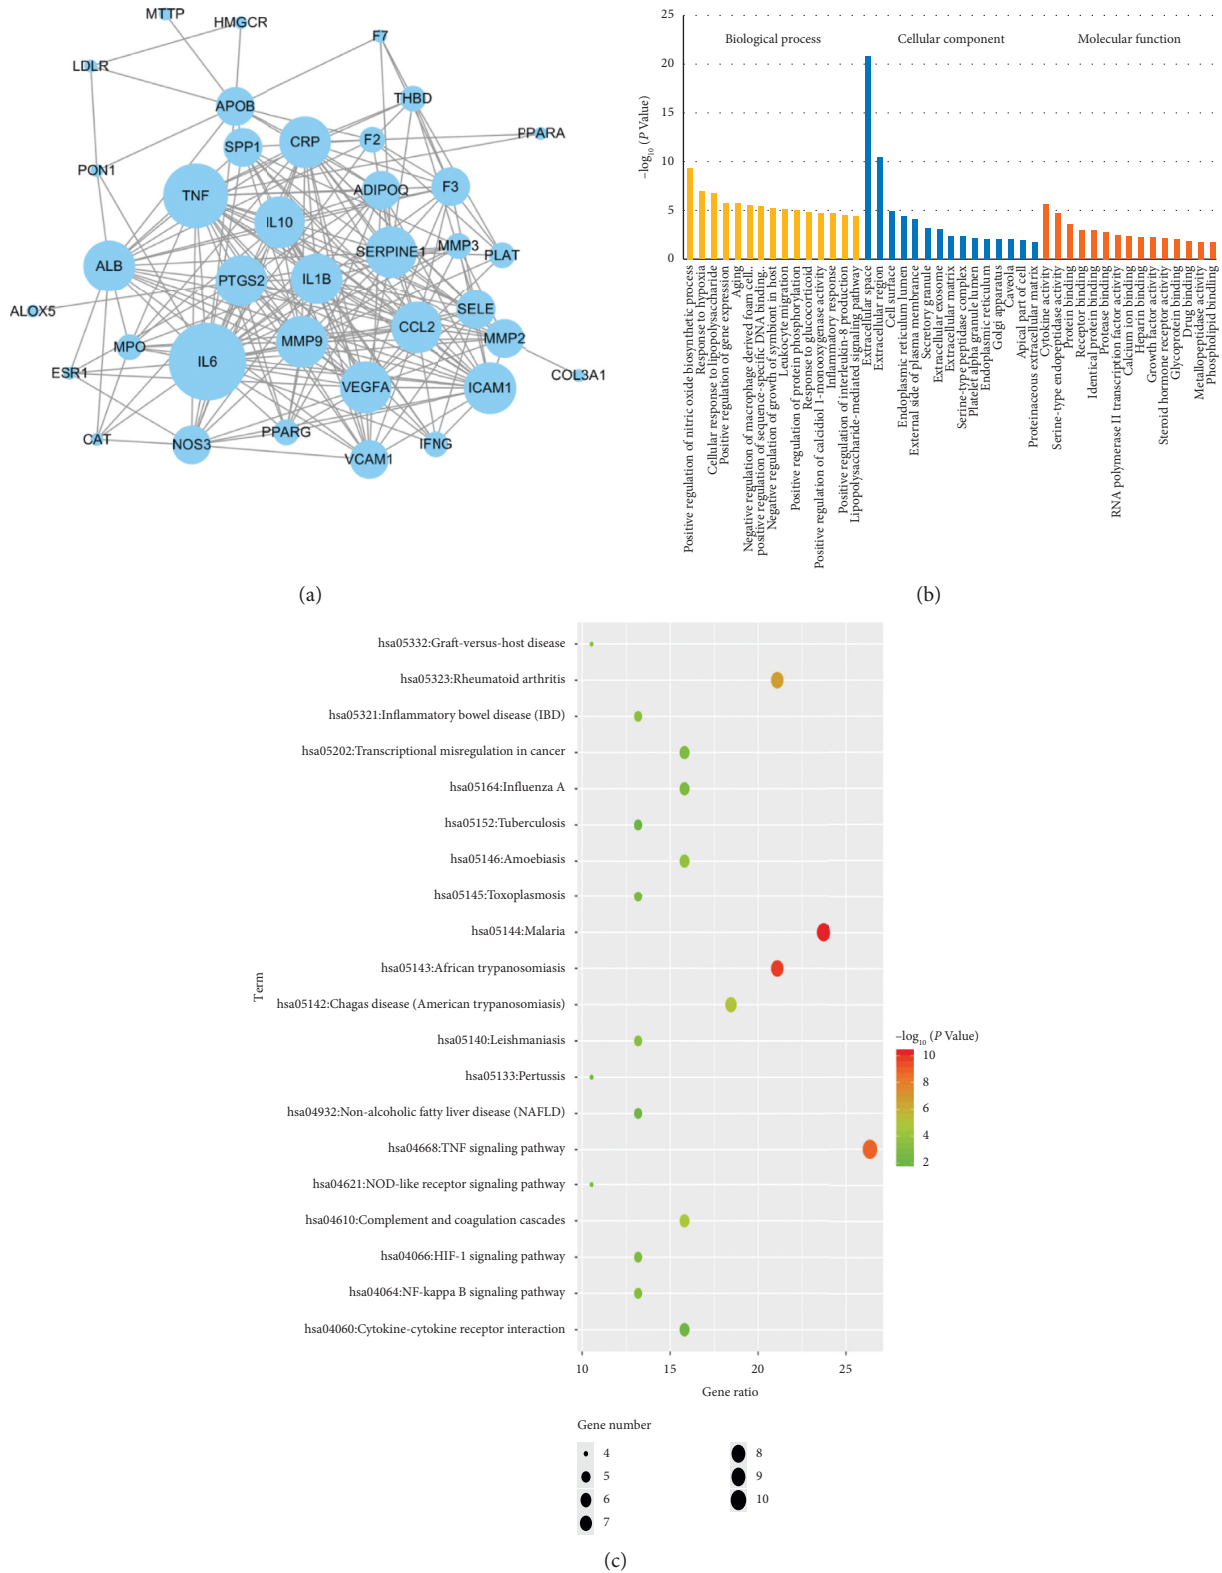 MTTP
HMGCR
F7
LDLR
THBD
APOB
PPARA
SPP1
CRP
F2
PON1
TNF
ADIPOQ
F3
IL10
SERPINE1
MMP3
PLAT
ALB
PTGS2
IL1B
ALOX5
SELE
CCL2
MPO
MMP9
MMP2
IL6
ESR1
COL3A1
VEGFA
ICAM1
CAT
NOS3
PPARG
IFNG
VCAM1
(a)
25
20
15
10
5
0
–log10 (P Value)
Biological process
Cellular component
Molecular function
Positive regulation of nitric oxide biosynthetic process
Response to hypoxia
Cellular response to lipopolysaccharide
Positive regulation of gene expression
Aging
Negative regulation of macrophage derived foam cell..
positive regulation of sequence-specific DNA binding..
Negative regulation of growth of symbiont in host
Leukocyte migration
Positive regulation of protein phosphorylation
Response to glucocorticoid
Positive regulation of calcidiol 1-monooxygenase activity
Inflammatory response
Positive regulation of interleukin-8 production
Lipopolysaccharide-mediated signaling pathway
Extracellular space
Extracellular region
Cell surface
Endoplasmic reticulum lumen
External side of plasma membrane
Secretory granule
Extracellular exosome
Extracellular matrix
Serine-type peptidase complex
Platelet alpha granule lumen
Endoplasmic reticulum
Golgi apparatus
Caveola
Apical part of cell
Proteinaceous extracellular matrix
Cytokine activity
Serine-type endopeptidase activity
Protein binding
Receptor binding
Identical protein binding
Protease binding
RNA polymerase II transcription factor activity
Calcium ion binding
Heparin binding
Growth factor activity
Steroid hormone receptor activity
Glycoprotein binding
Drug binding
Metallopeptidase activity
Phospholipid bindling
(b)
Term
hsa05332:Graft-versus-host disease
hsa05323:Rheumatoid arthritis
hsa05321:Inflammatory bowel disease (IBD)
hsa05202:Transcriptional misregulation in cancer
hsa05164:Influenza A
hsa05152:Tuberculosis
hsa05146:Amoebiasis
hsa05145:Toxoplasmosis
hsa05144:Malaria
hsa05143:African trypanosomiasis
hsa05142:Chagas disease (American trypanosomiasis)
hsa05140:Leishmaniasis
hsa05133:Pertussis
hsa04932:Non-alcoholic fatty liver disease (NAFLD)
hsa04668:TNF signaling pathway
hsa04621:NOD-like receptor signaling pathway
hsa04610:Complement and coagulation cascades
hsa04066:HIF-1 signaling pathway
hsa04064:NF-kappa B signaling pathway
hsa04060:Cytokine-cytokine receptor interaction
10 15 20 25
Gene ratio
–log10 (P Value)
10
8
6
4
2
Gene number
4
5
6
7
8
9
10
(c)